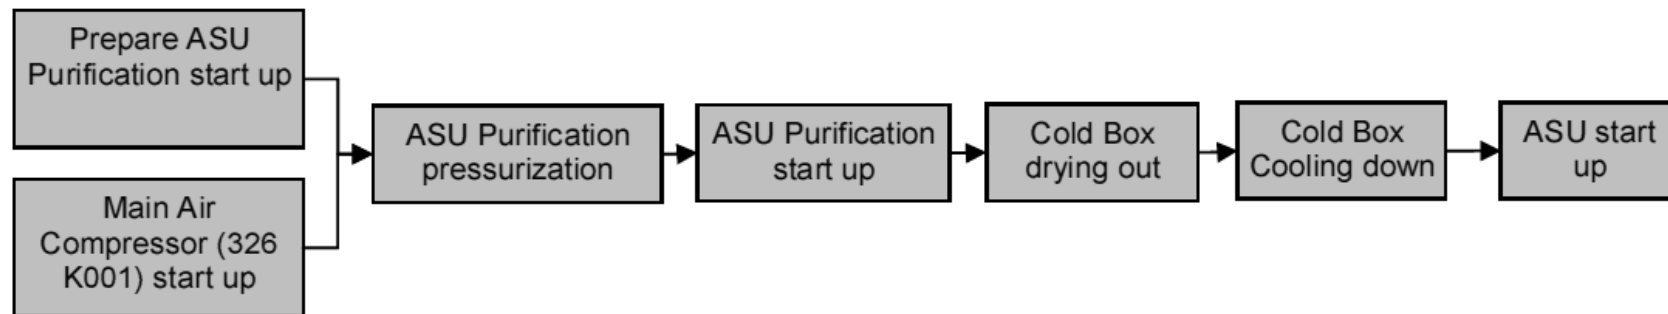 Prepare ASU
Purification start up
Main Air
Compressor (326
K001) start up
ASU Purification
pressurization
ASU Purification
start up
Cold Box
drying out
Cold Box
Cooling down
ASU start
up